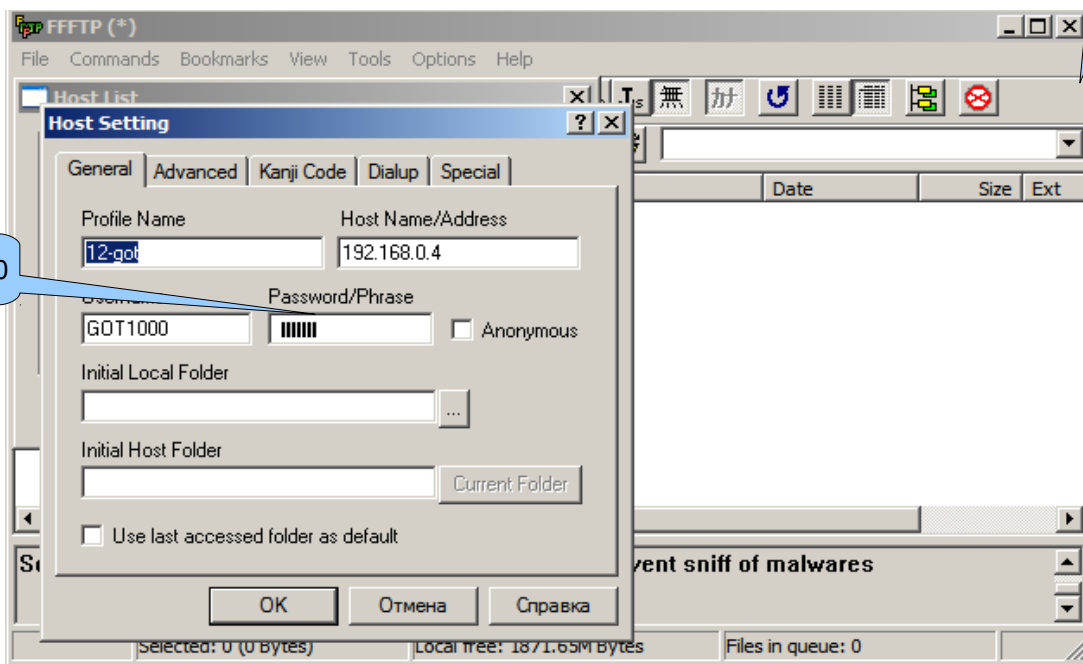 FFFTP (*)
File Commands Bookmarks View Tools Options Help
Host List
無
Host Setting
General Advanced Kanji Code Dialup Special
Date Size Ext
Profile Name Host Name/Address
12-got 192.168.0.4
0
Password/Phrase
GOT1000 Anonymous
Initial Local Folder
...
Initial Host Folder
Current Folder
Use last accessed folder as default
vent sniff of malwares
OK Отмена Справка
Selected: 0 (0 Bytes) Local free: 1871.65M Bytes Files in queue: 0